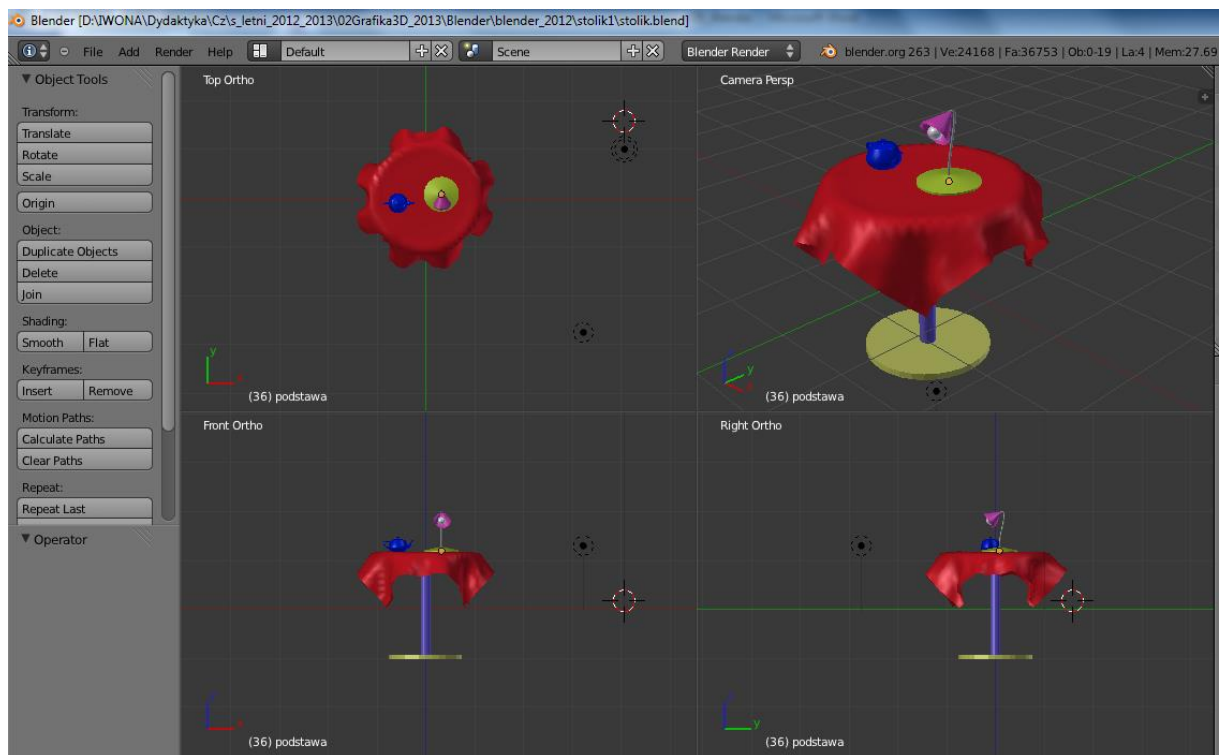 Blender [D:\IWONA\Dydaktyka\Cz\s_letni_2012_2013\02Grafika3D_2013\Blender\blender_2012\stolik1\stolik.blend]
File Add Render Help Default Scene Blender Render blender.org 263 | Ve:24168 | Fa:36753 | Ob:0-19 | La:4 | Mem:27.69
Object Tools
Transform:
Translate
Rotate
Scale
Origin
Object:
Duplicate Objects
Delete
Join
Shading:
Smooth Flat
Keyframes:
Insert Remove
Motion Paths:
Calculate Paths
Clear Paths
Repeat:
Repeat Last
Operator
Top Ortho
y
x
(36) podstawa
Camera Persp
y
(36) podstawa
Front Ortho
x
(36) podstawa
Right Ortho
y
(36) podstawa